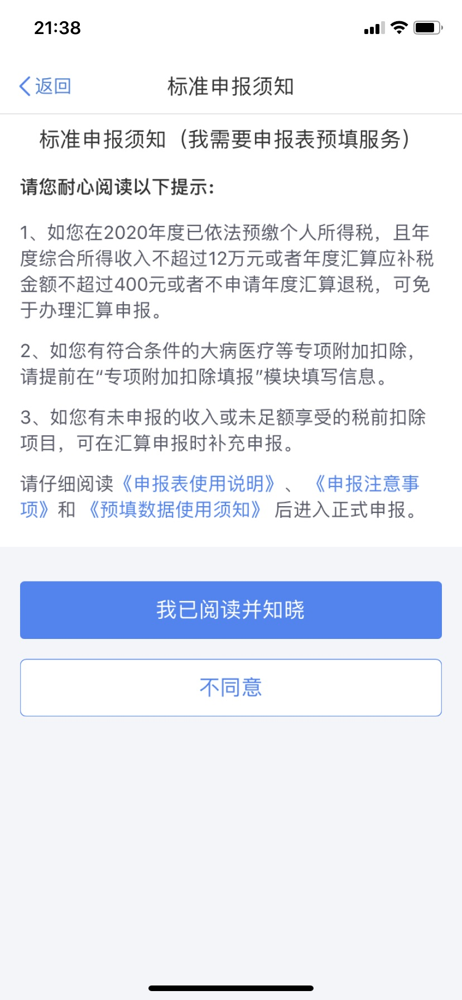 21:38
返回
标准申报须知
标准申报须知（我需要申报表预填服务）
请您耐心阅读以下提示:
1、如您在2020年度已依法预缴个人所得税，且年
度综合所得收入不超过12万元或者年度汇算应补税
金额不超过400元或者不申请年度汇算退税，可免
于办理汇算申报。
2、如您有符合条件的大病医疗等专项附加扣除，
请提前在“专项附加扣除填报”模块填写信息。
3、如您有未申报的收入或未足额享受的税前扣除
项目，可在汇算申报时补充申报。
请仔细阅读《申报表使用说明》、《申报注意事
项》和《预填数据使用须知》后进入正式申报。
我已阅读并知晓
不同意